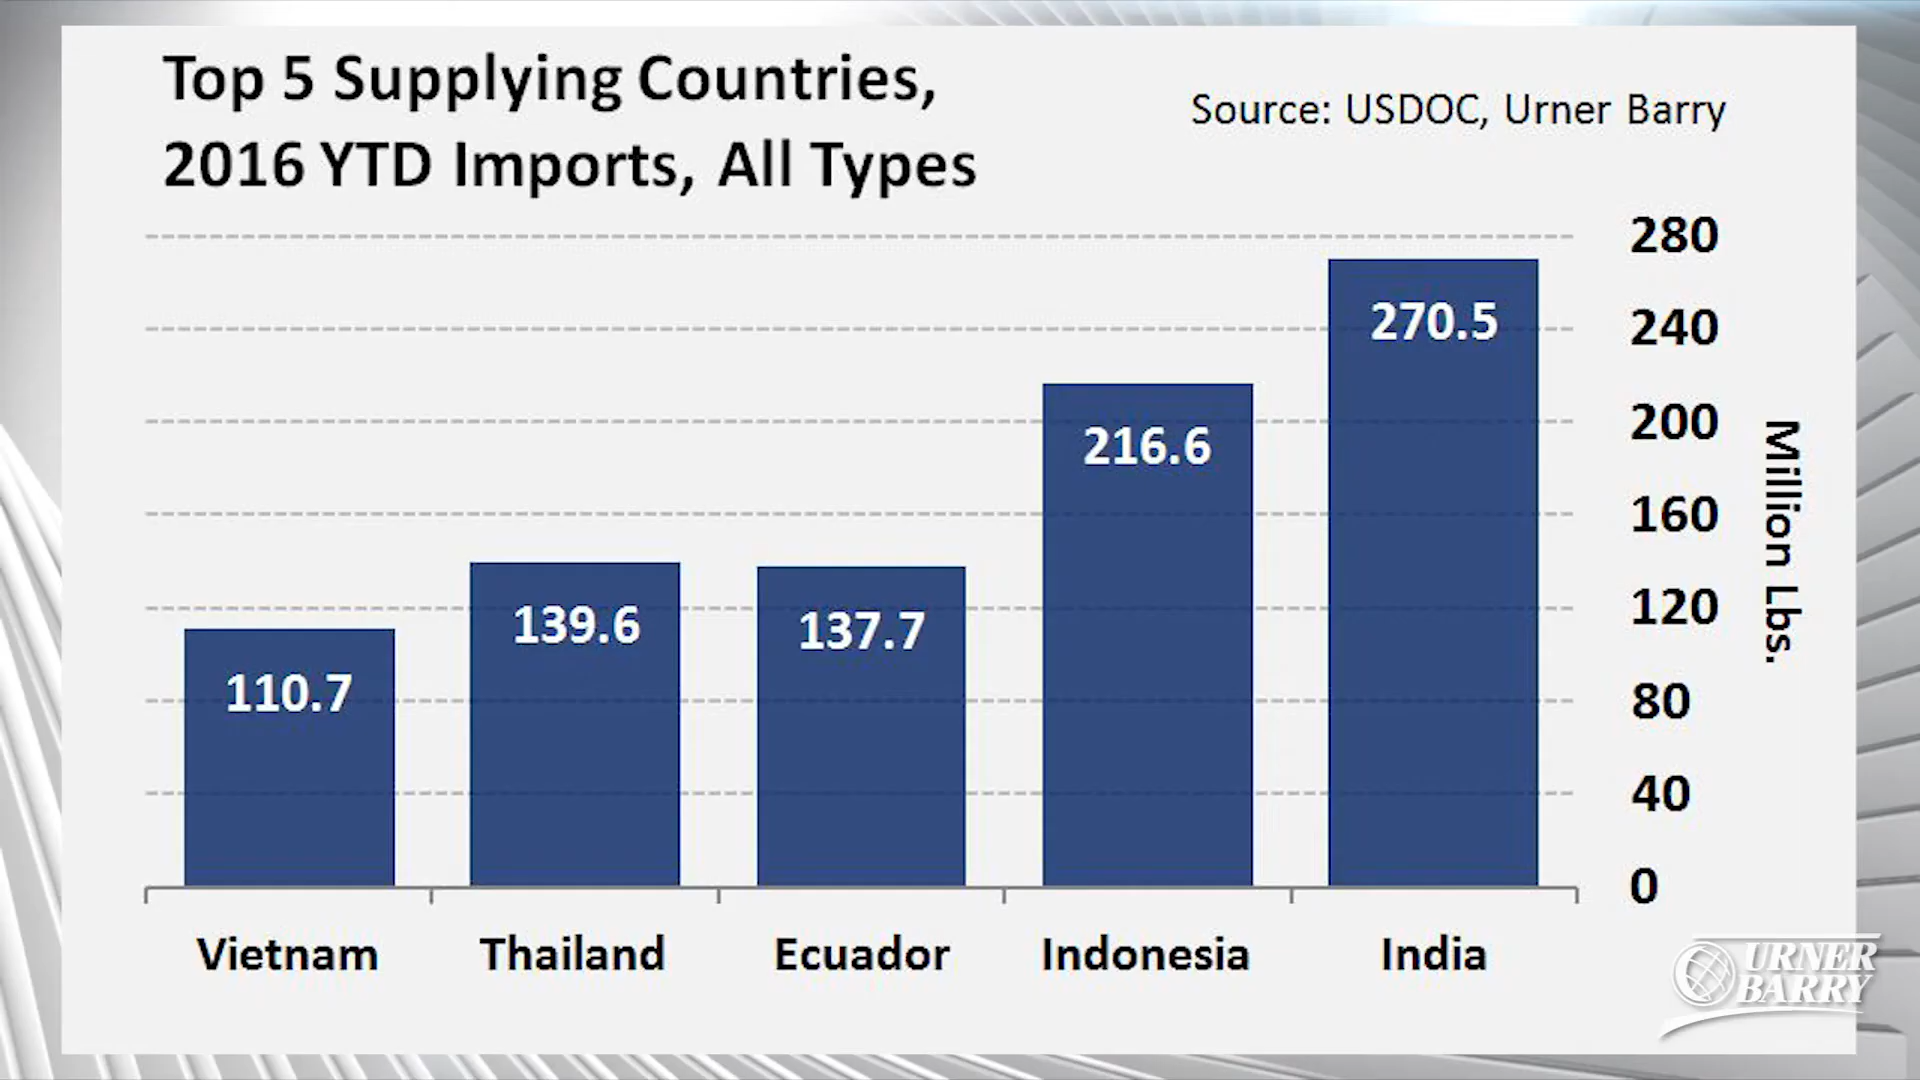 Top 5 Supplying Countries,
2016 YTD Imports, All Types
Source: USDOC, Urner Barry
280
240
200
160
120
80
40
0
Million Lbs.
110.7
139.6
137.7
216.6
270.5
Vietnam
Thailand
Ecuador
Indonesia
India
URNER
BARRY